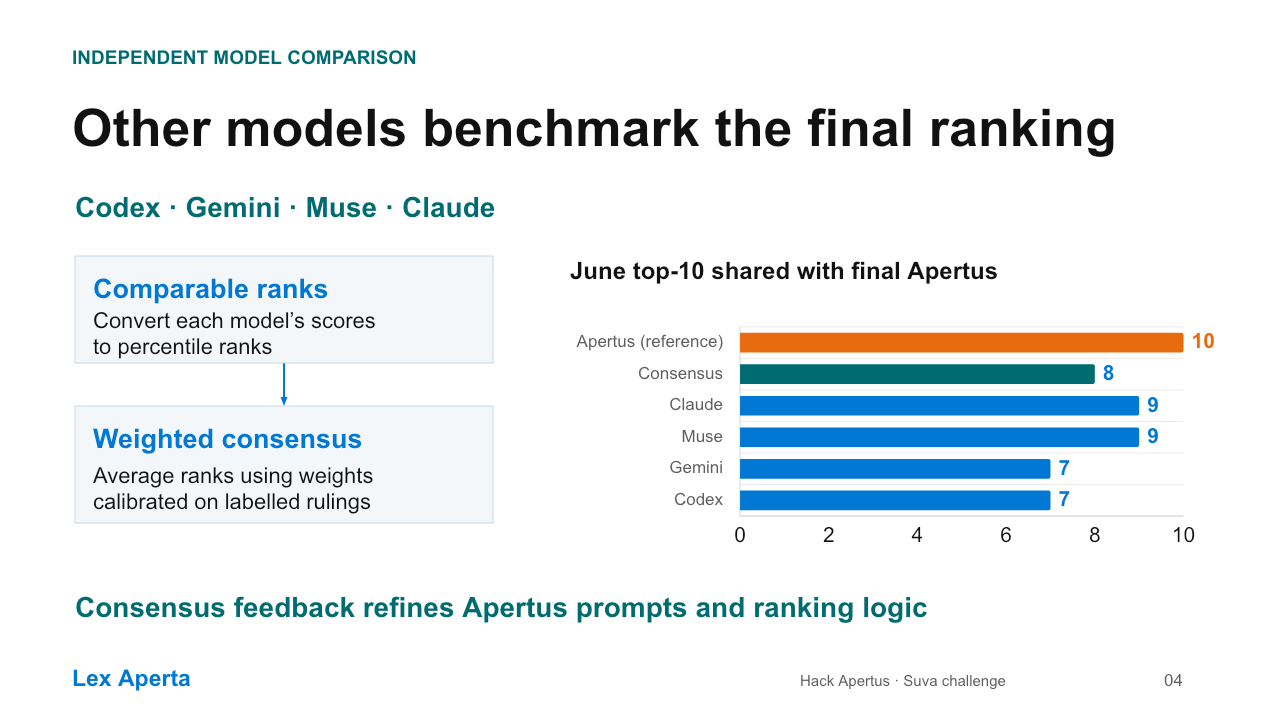 INDEPENDENT MODEL COMPARISON
Other models benchmark the final ranking
Codex · Gemini · Muse · Claude
Comparable ranks
Convert each model’s scores
to percentile ranks
Weighted consensus
Average ranks using weights
calibrated on labelled rulings
June top-10 shared with final Apertus
Apertus (reference) 10
Consensus 8
Claude 9
Muse 9
Gemini 7
Codex 7
0 2 4 6 8 10
Consensus feedback refines Apertus prompts and ranking logic
Lex Aperta
Hack Apertus · Suva challenge
04